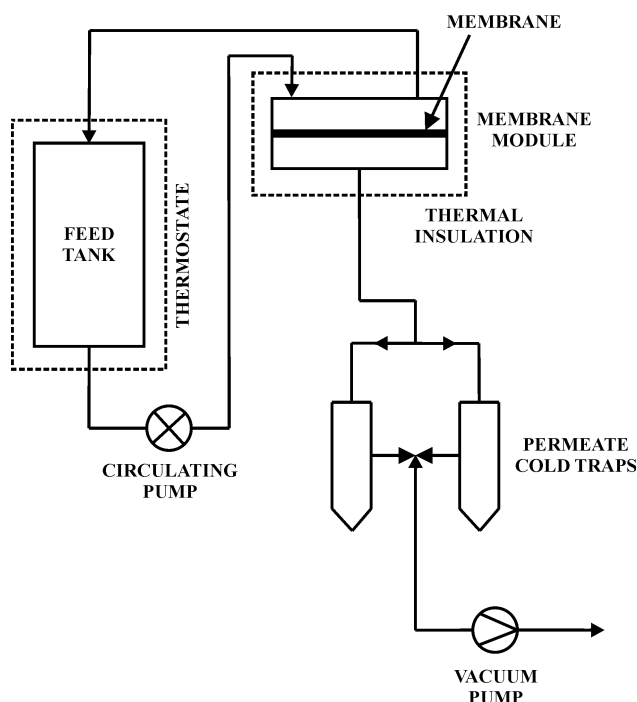 MEMBRANE
MEMBRANE
MODULE
THERMAL
INSULATION
FEED
TANK
THERMOSTATE
CIRCULATING
PUMP
PERMEATE
COLD TRAPS
VACUUM
PUMP